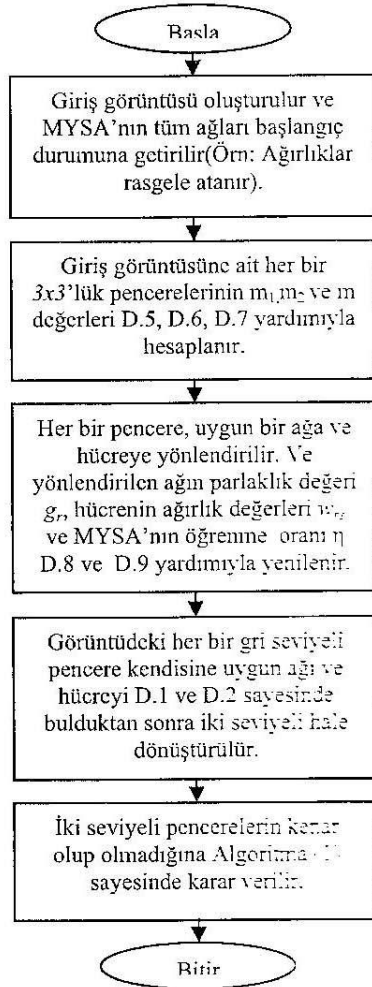 Başla
Giriş görüntüsü oluşturulur ve
MYSA'nın tüm ağları başlangıç
durumuna getirilir(Örn: Ağırlıklar
rasgele atanır).
Giriş görüntüsüne ait her bir
3x3'lük pencerelerinin m₁,m₂ ve m
değerleri D.5, D.6, D.7 yardımıyla
hesaplanır.
Her bir pencere, uygun bir ağa ve
hücreye yönlendirilir. Ve
yönlendirilen ağın parlaklık değeri
gᵣ, hücrenin ağırlık değerleri
ve MYSA'nın öğrenme oranı η
D.8 ve D.9 yardımıyla yenilenir.
Görüntüdeki her bir gri seviyeli
pencere kendisine uygun ağı ve
hücreyi D.1 ve D.2 sayesinde
bulduktan sonra iki seviyeli hale
dönüştürülür.
İki seviyeli pencerelerin kenar
olup olmadığına Algoritma
sayesinde karar verilir.
Bitir